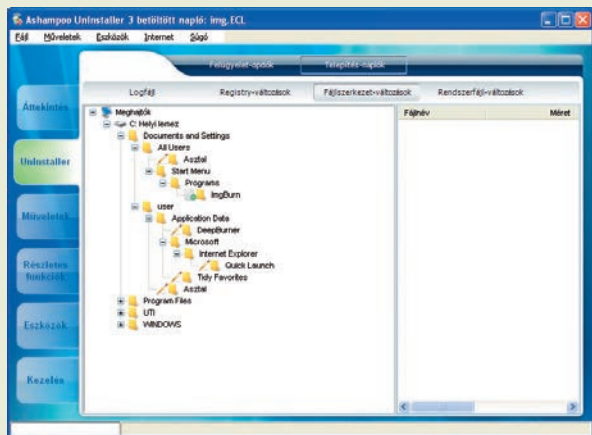 Ashampoo UnInstaller 3 betöltött napló: img.ECL
Fájl Műveletek Eszközök Internet Súgó
Felügyelet-opciók Telepítés-naplók
Logfájl Registry-változások Fájlszerkezet-változások Rendszerfájl-változások
Áttekintés
UnInstaller
Műveletek
Részletes
funkciók
Eszközök
Kezelés
Meghajtók
C: Helyi lemez
Documents and Settings
All Users
Asztal
Start Menu
Programs
ImgBurn
user
Application Data
DeepBurner
Microsoft
Internet Explorer
Quick Launch
Tidy Favorites
Asztal
Program Files
UTI
WINDOWS
Fájlnév Méret